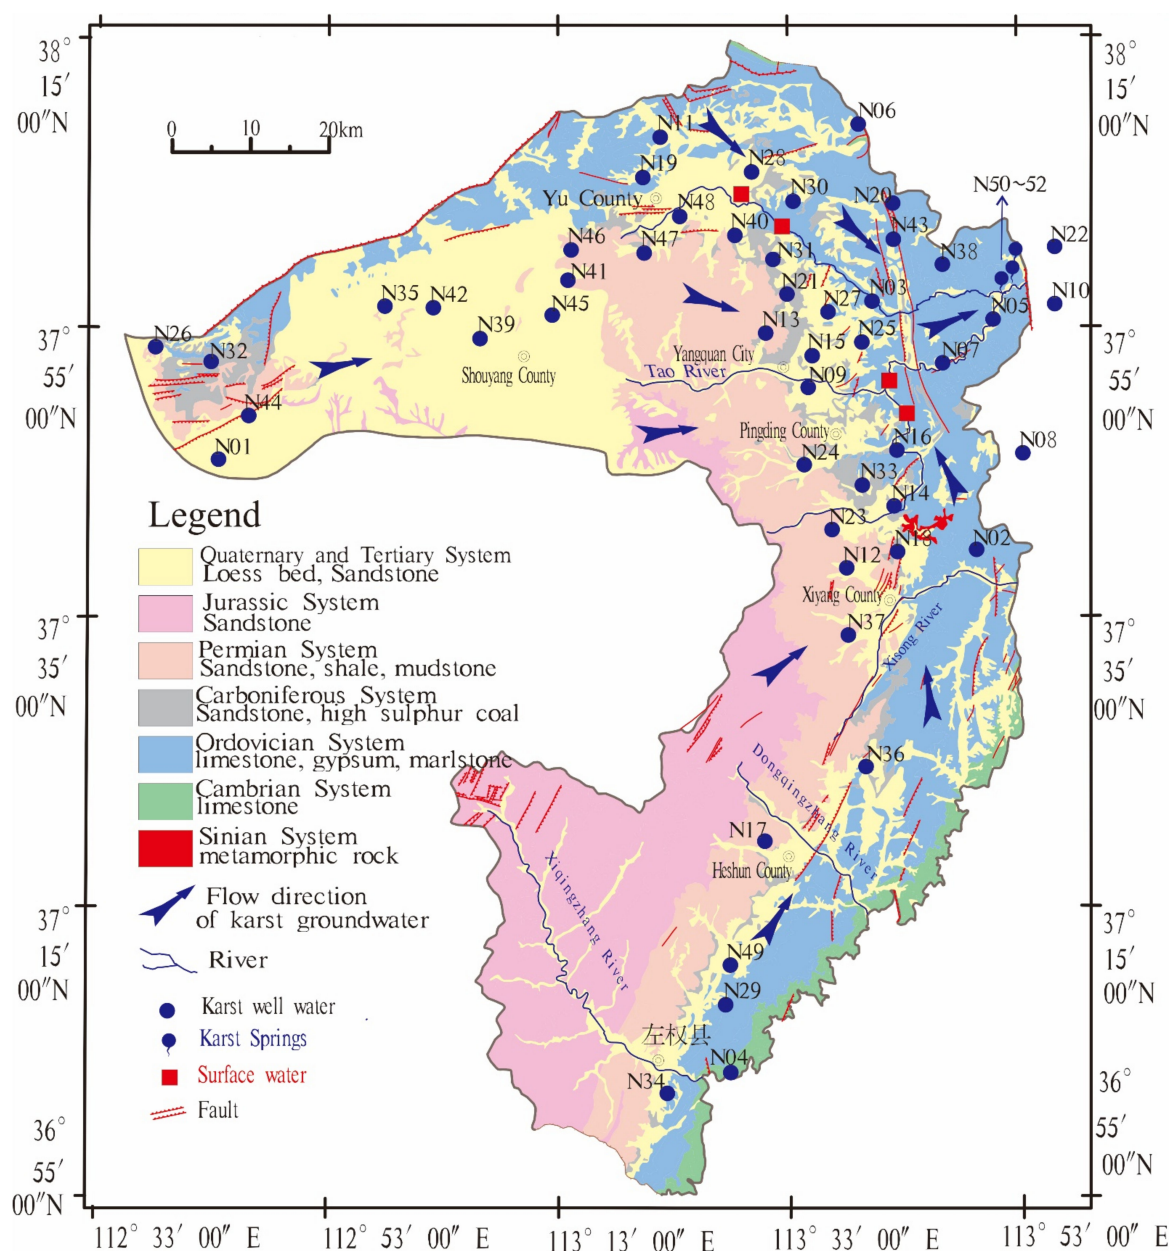 38°
15′
00″N
38°
15′
00″N
0 10 20km
N06
N11
N28
N19
N30
N20
N50~52
Yu County
N48
N40
N43
N22
N46
N47
N31
N38
N41
N21
N35
N42
N45
N27
N03
N05
N10
N26
N39
N13
N25
37°
55′
00″N
37°
55′
00″N
N32
Yangquan City
N15
N07
Shouyang County
Tao River
N09
N44
Pingding County
N16
N08
N01
N24
N33
N14
N23
N18
N02
N12
Xiyang County
N37
Xisong River
37°
35′
00″N
37°
35′
00″N
N36
Dongqingzhang River
N17
Heshun County
Xiqingzhang River
37°
15′
00″N
37°
15′
00″N
N49
N29
左权县
N04
N34
36°
55′
00″N
36°
55′
00″N
Legend
Quaternary and Tertiary System
Loess bed, Sandstone
Jurassic System
Sandstone
Permian System
Sandstone, shale, mudstone
Carboniferous System
Sandstone, high sulphur coal
Ordovician System
limestone, gypsum, marlstone
Cambrian System
limestone
Sinian System
metamorphic rock
Flow direction
of karst groundwater
River
Karst well water
Karst Springs
Surface water
Fault
112° 33′ 00″ E
112° 53′ 00″ E
113° 13′ 00″ E
113° 33′ 00″ E
113° 53′ 00″ E